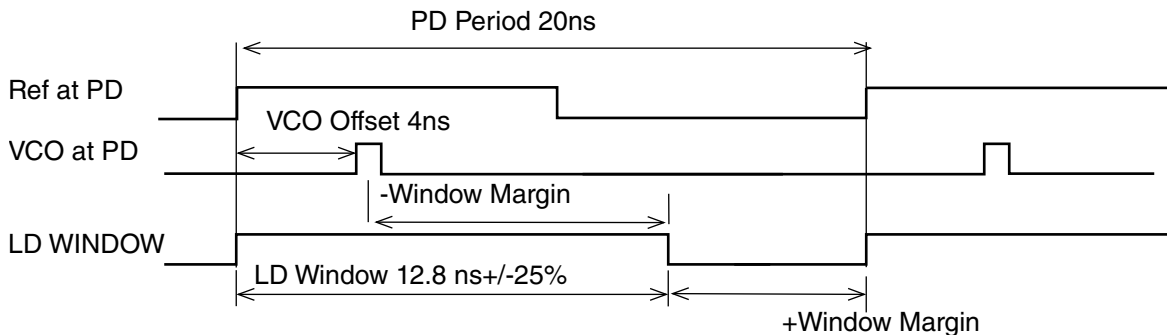 PD Period 20ns
Ref at PD
VCO Offset 4ns
VCO at PD
-Window Margin
LD WINDOW
LD Window 12.8 ns+/-25%
+Window Margin